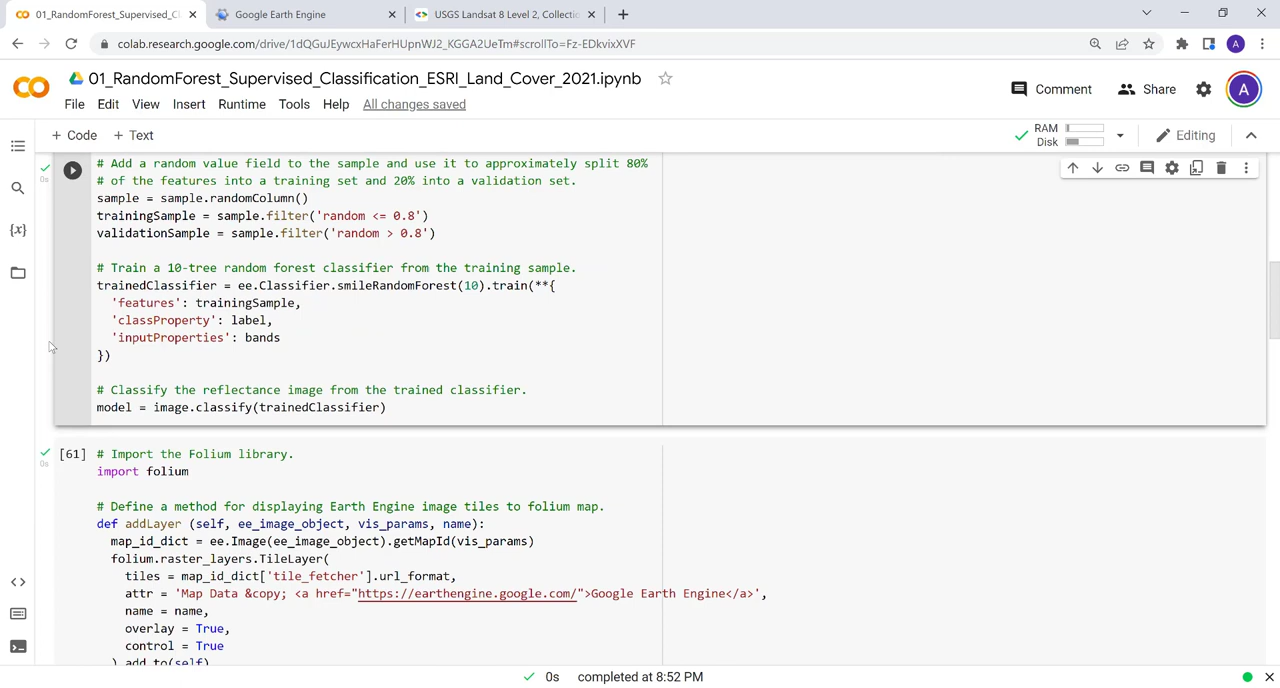 01_RandomForest_Supervised_Cl
Google Earth Engine
USGS Landsat 8 Level 2, Collectio
colab.research.google.com/drive/1dQGuJEywcxHaFerHUpnWJ2_KGGA2UeTm#scrollTo=Fz-EDkvixXVF
A
01_RandomForest_Supervised_Classification_ESRI_Land_Cover_2021.ipynb
File Edit View Insert Runtime Tools Help All changes saved
Comment Share A
+ Code + Text
RAM
Disk
Editing
# Add a random value field to the sample and use it to approximately split 80%
0s
# of the features into a training set and 20% into a validation set.
sample = sample.randomColumn()
trainingSample = sample.filter('random <= 0.8')
validationSample = sample.filter('random > 0.8')
# Train a 10-tree random forest classifier from the training sample.
trainedClassifier = ee.Classifier.smileRandomForest(10).train(**{
'features': trainingSample,
'classProperty': label,
'inputProperties': bands
})
# Classify the reflectance image from the trained classifier.
model = image.classify(trainedClassifier)
[61] # Import the Folium library.
0s
import folium
# Define a method for displaying Earth Engine image tiles to folium map.
def addLayer (self, ee_image_object, vis_params, name):
map_id_dict = ee.Image(ee_image_object).getMapId(vis_params)
folium.raster_layers.TileLayer(
tiles = map_id_dict['tile_fetcher'].url_format,
attr = 'Map Data &copy; <a href="https://earthengine.google.com/">Google Earth Engine</a>',
name = name,
overlay = True,
control = True
).add_to(self)
0s completed at 8:52 PM